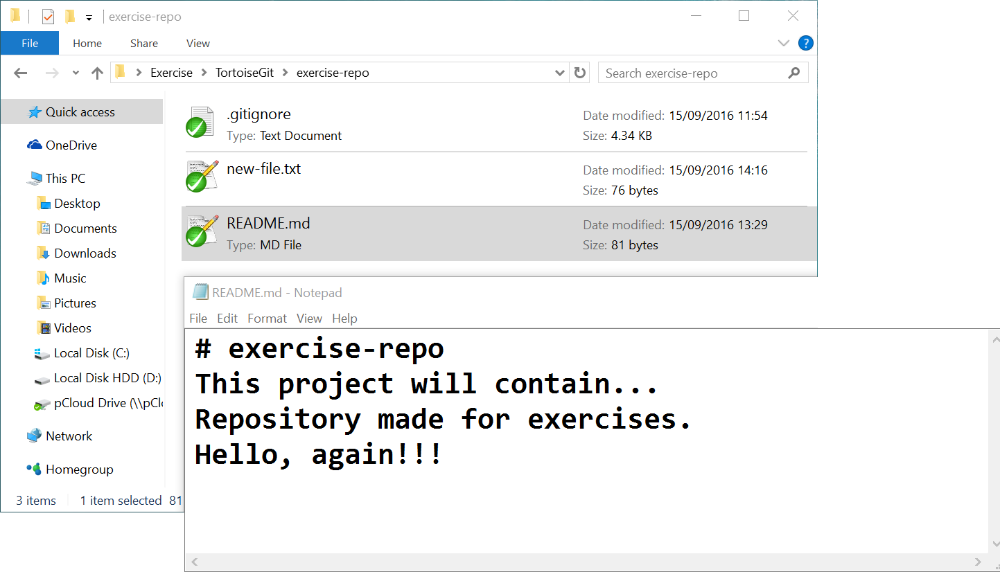 exercise-repo
File Home Share View
Exercise TortoiseGit exercise-repo
Search exercise-repo
Quick access
OneDrive
This PC
Desktop
Documents
Downloads
Music
Pictures
Videos
Local Disk (C:)
Local Disk HDD (D:)
pCloud Drive (\\pClo
Network
Homegroup
.gitignore
Date modified: 15/09/2016 11:54
Type: Text Document
Size: 4.34 KB
new-file.txt
Date modified: 15/09/2016 14:16
Size: 76 bytes
README.md
Date modified: 15/09/2016 13:29
Type: MD File
Size: 81 bytes
3 items 1 item selected 81
README.md - Notepad
File Edit Format View Help
# exercise-repo
This project will contain...
Repository made for exercises.
Hello, again!!!